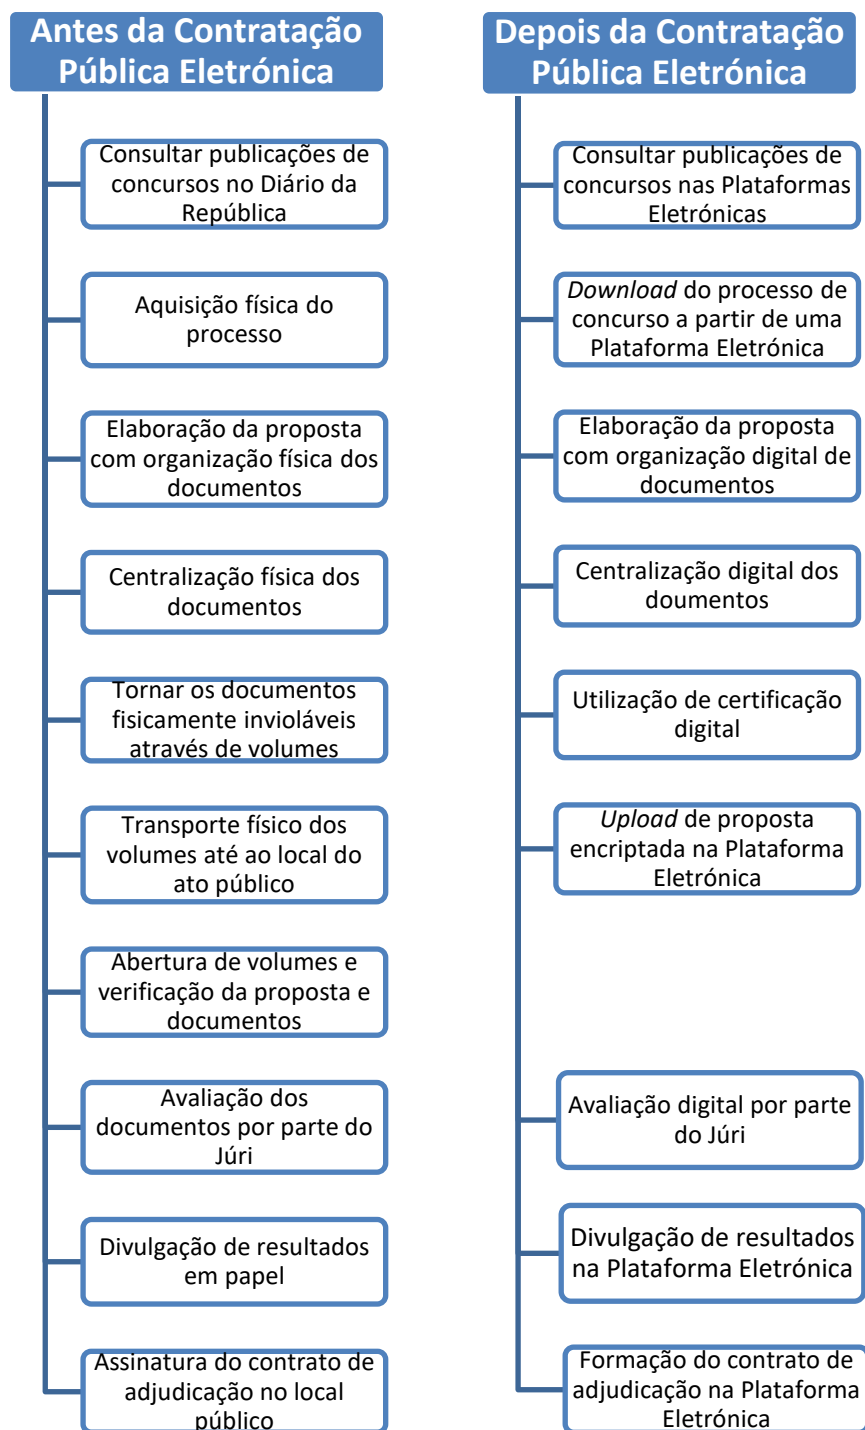 Antes da Contratação
Pública Eletrónica
Consultar publicações de
concursos no Diário da
República
Aquisição física do
processo
Elaboração da proposta
com organização física dos
documentos
Centralização física dos
documentos
Tornar os documentos
fisicamente invioláveis
através de volumes
Transporte físico dos
volumes até ao local do
ato público
Abertura de volumes e
verificação da proposta e
documentos
Avaliação dos
documentos por parte do
Júri
Divulgação de resultados
em papel
Assinatura do contrato de
adjudicação no local
público
Depois da Contratação
Pública Eletrónica
Consultar publicações de
concursos nas Plataformas
Eletrónicas
Download do processo de
concurso a partir de uma
Plataforma Eletrónica
Elaboração da proposta
com organização digital de
documentos
Centralização digital dos
doumentos
Utilização de certificação
digital
Upload de proposta
encriptada na Plataforma
Eletrónica
Avaliação digital por parte
do Júri
Divulgação de resultados
na Plataforma Eletrónica
Formação do contrato de
adjudicação na Plataforma
Eletrónica